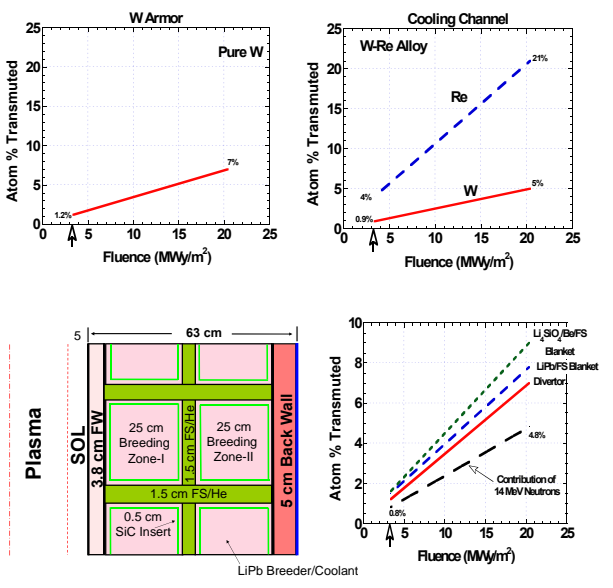 W Armor
Pure W
25
20
15
10
5
0
Atom % Transmuted
1.2%
7%
0 5 10 15 20 25
Fluence (MWy/m²)
Cooling Channel
W-Re Alloy
25
20
15
10
5
0
Atom % Transmuted
21%
Re
4%
W
5%
0.9%
0 5 10 15 20 25
Fluence (MWy/m²)
5
63 cm
Plasma
SOL
3.8 cm FW
25 cm
Breeding
Zone-I
1.5 cm FS/He
25 cm
Breeding
Zone-II
5 cm Back Wall
1.5 cm FS/He
0.5 cm
SiC Insert
LiPb Breeder/Coolant
10
8
6
4
2
0
Atom % Transmuted
Li₄SiO₄/Be/FS
Blanket
LiPb/FS Blanket
Divertor
4.8%
Contribution of
14 MeV Neutrons
0.8%
0 5 10 15 20 25
Fluence (MWy/m²)